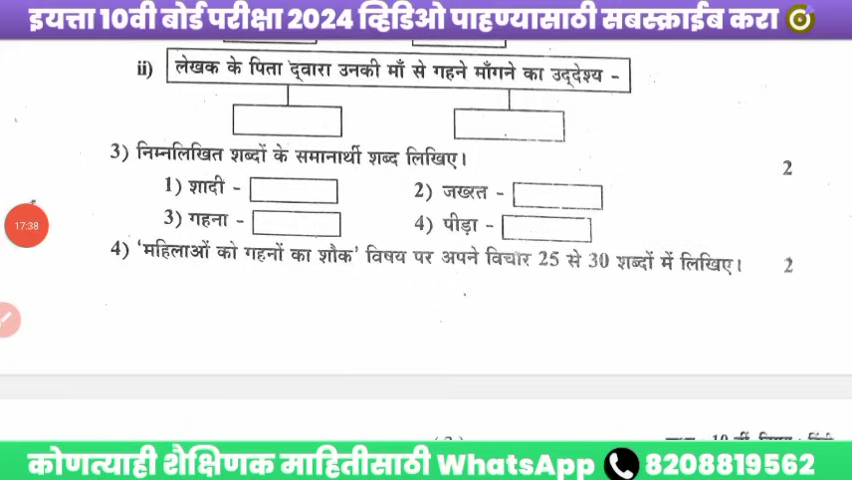 इयत्ता 10वी बोर्ड परीक्षा 2024 व्हिडिओ पाहण्यासाठी सबस्क्राईब करा
ii) लेखक के पिता द्वारा उनकी माँ से गहने माँगने का उद्देश्य -
3) निम्नलिखित शब्दों के समानार्थी शब्द लिखिए। 2
1) शादी - 2) जख्रत -
3) गहना - 4) पीड़ा -
17:38
4) ‘महिलाओं को गहनों का शौक’ विषय पर अपने विचार 25 से 30 शब्दों में लिखिए। 2
कोणत्याही शैक्षिणक माहितीसाठी WhatsApp 8208819562